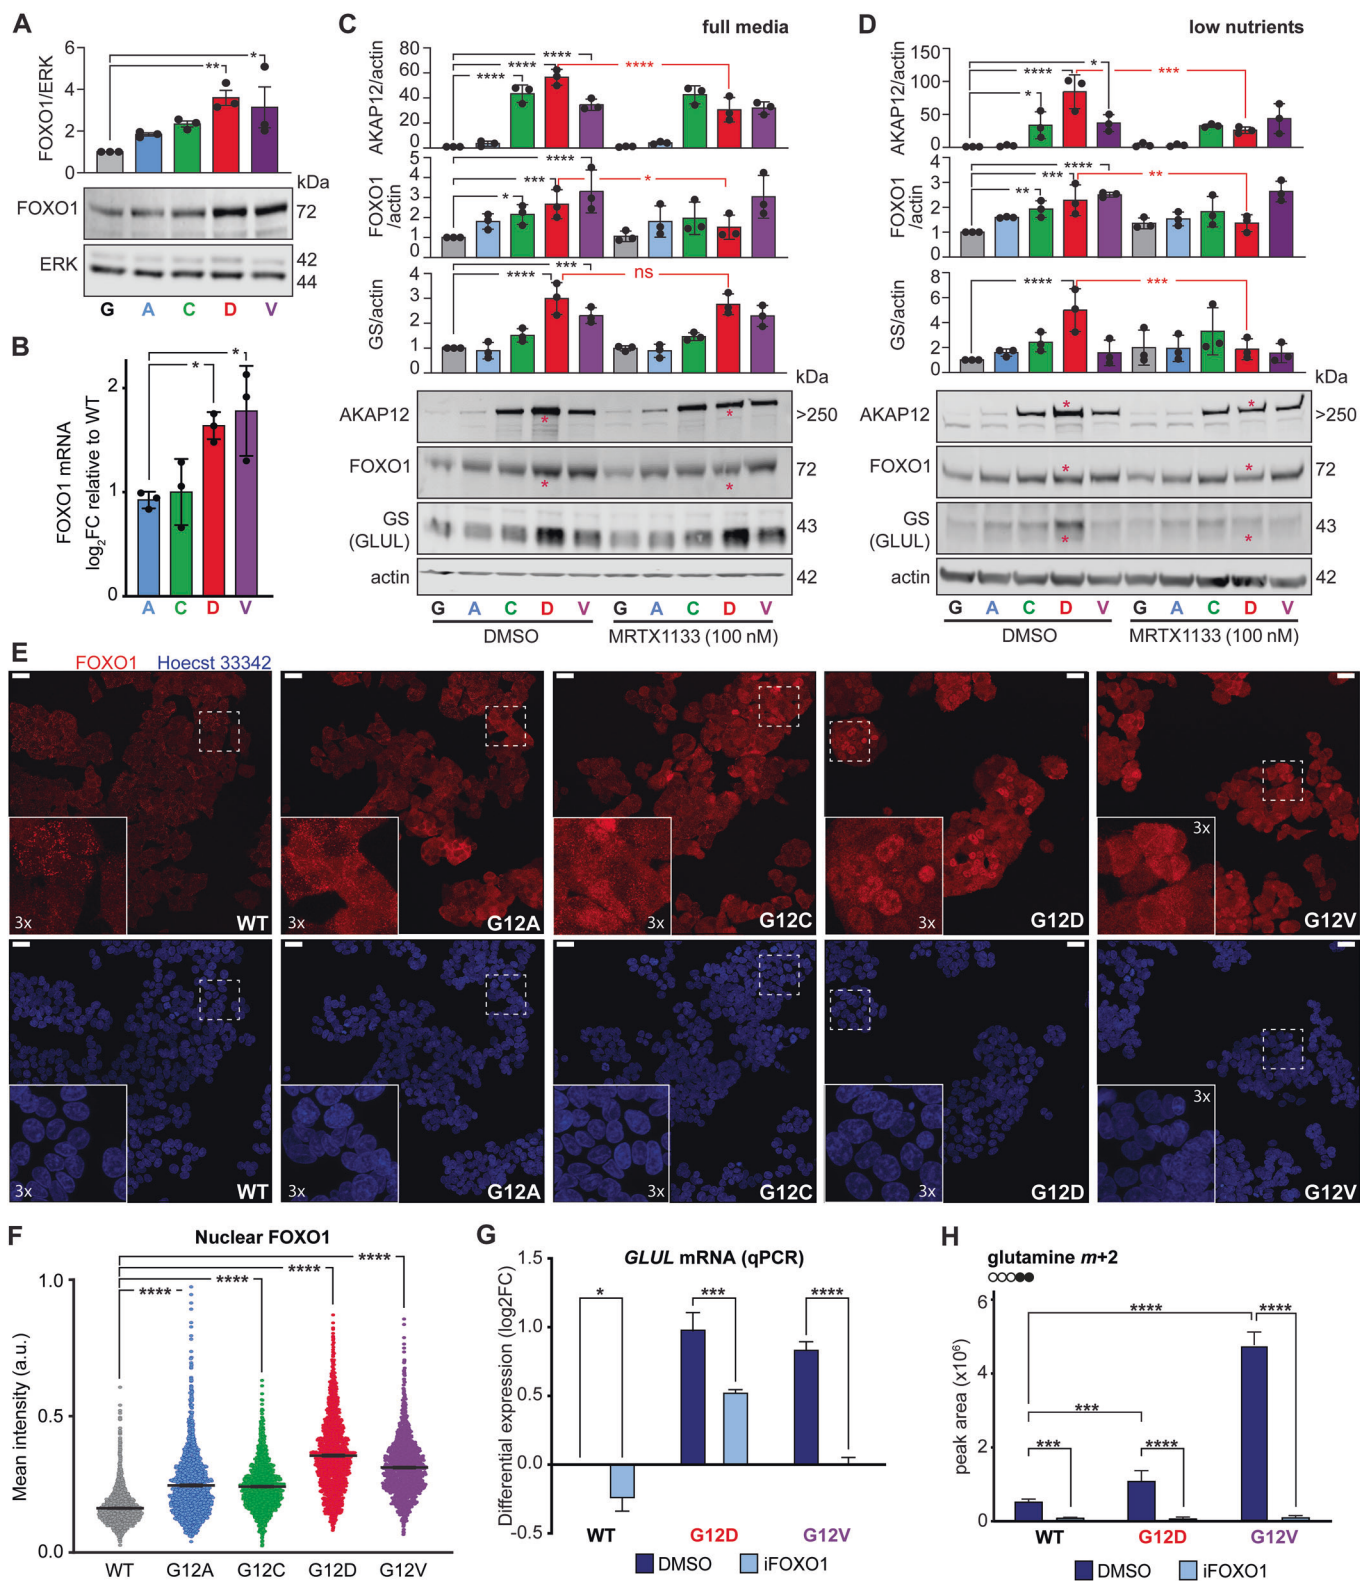 A
FOXO1/ERK
6
4
2
0
**
*
kDa
FOXO1
72
ERK
42
44
G A C D V
B
FOXO1 mRNA
log2FC relative to WT
2
1
0
*
*
A C D V
C
full media
AKAP12/actin
80
60
40
20
0
****
****
****
****
FOXO1
/actin
5
4
3
2
1
0
****
***
*
*
GS/actin
4
3
2
1
0
***
****
ns
kDa
AKAP12
>250
*
*
FOXO1
72
*
*
GS
(GLUL)
43
actin
42
G A C D V G A C D V
DMSO
MRTX1133 (100 nM)
D
low nutrients
AKAP12/actin
150
100
50
0
*
****
*
***
FOXO1
/actin
4
3
2
1
0
****
***
**
**
GS/actin
8
6
4
2
0
****
***
kDa
AKAP12
>250
*
*
FOXO1
72
*
*
GS
(GLUL)
43
*
*
actin
42
G A C D V G A C D V
DMSO
MRTX1133 (100 nM)
E
FOXO1 Hoecst 33342
3x WT
3x G12A
3x G12C
3x G12D
3x G12V
3x WT
3x G12A
3x G12C
3x G12D
3x G12V
F
Nuclear FOXO1
Mean intensity (a.u.)
1.0
0.5
0.0
****
****
****
****
WT G12A G12C G12D G12V
G
GLUL mRNA (qPCR)
Differential expression (log2FC)
1.5
1.0
0.5
0.0
-0.5
*
***
****
WT G12D G12V
DMSO iFOXO1
H
glutamine m+2
peak area (x10⁶)
6
4
2
0
****
****
***
***
****
WT G12D G12V
DMSO iFOXO1